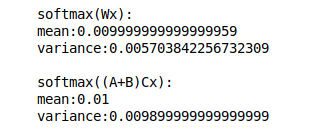 softmax(Wx):
mean:0.009999999999999959
variance:0.005703842256732309

softmax((A+B)Cx):
mean:0.01
variance:0.009899999999999999